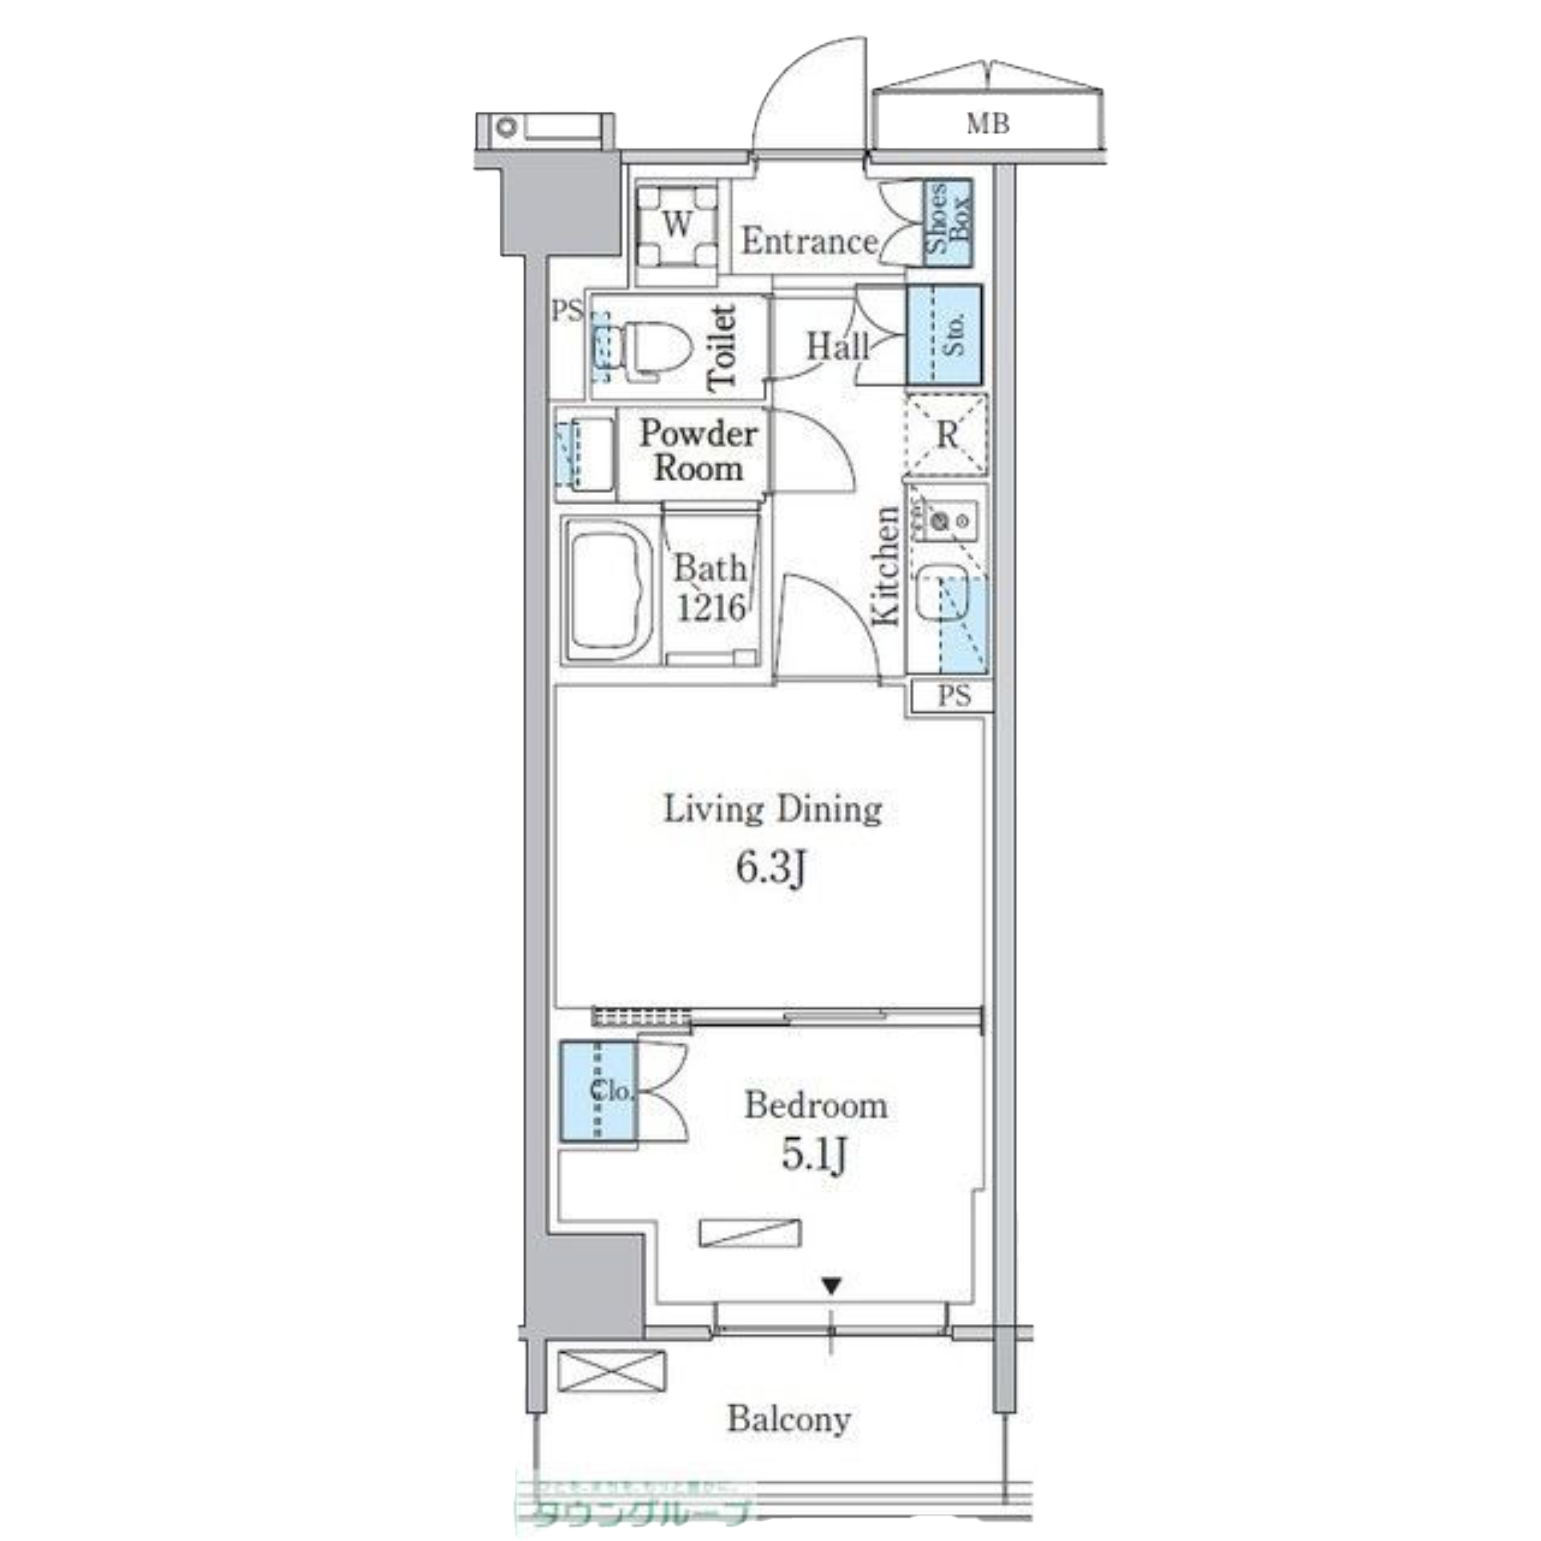 MB
W
Entrance
Shoes
Box
PS
Toilet
Hall
Sto.
Powder
Room
R
Kitchen
Bath
1216
PS
Living Dining
6.3J
Clo.
Bedroom
5.1J
Balcony
タウングループ